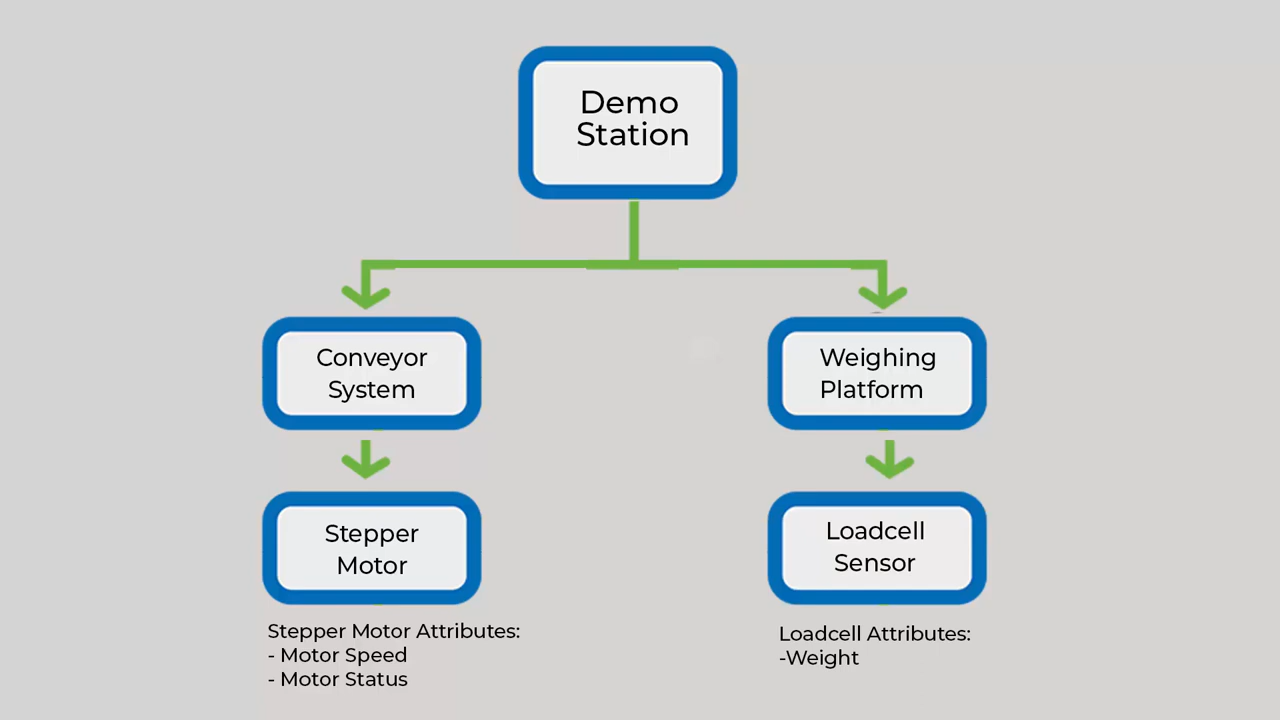 Demo
Station
Conveyor
System
Weighing
Platform
Stepper
Motor
Loadcell
Sensor
Stepper Motor Attributes:
- Motor Speed
- Motor Status
Loadcell Attributes:
-Weight